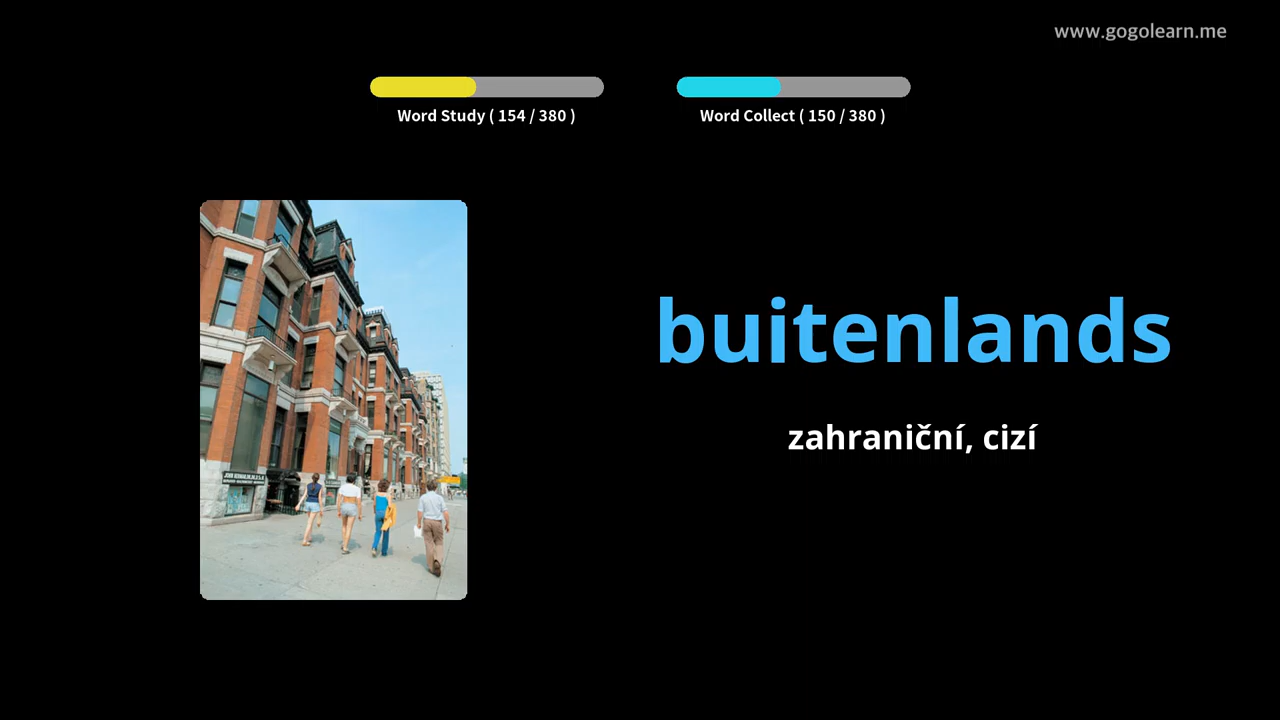 www.gogolearn.me
Word Study ( 154 / 380 )
Word Collect ( 150 / 380 )
buitenlands
zahraniční, cizí